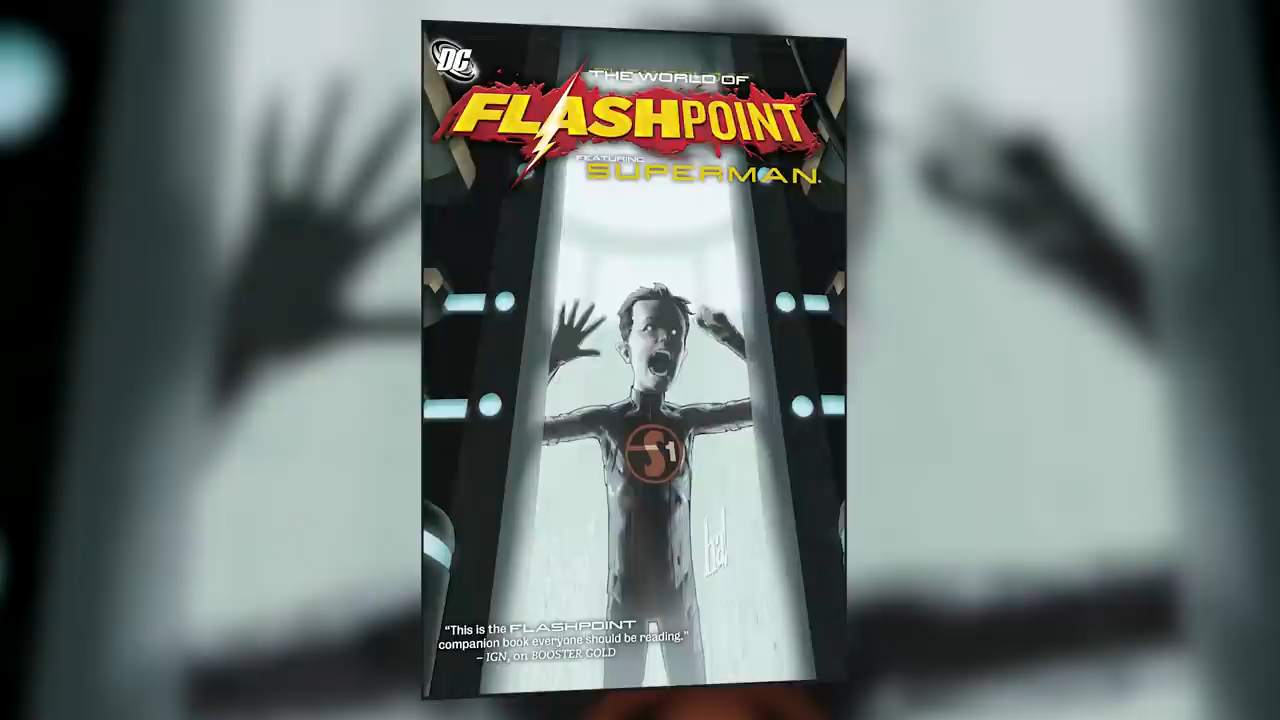 DC
THE WORLD OF
FLASHPOINT
FEATURING
SUPERMAN.
S1
hal
"This is the FLASHPOINT
companion book everyone should be reading."
– IGN, on BOOSTER GOLD